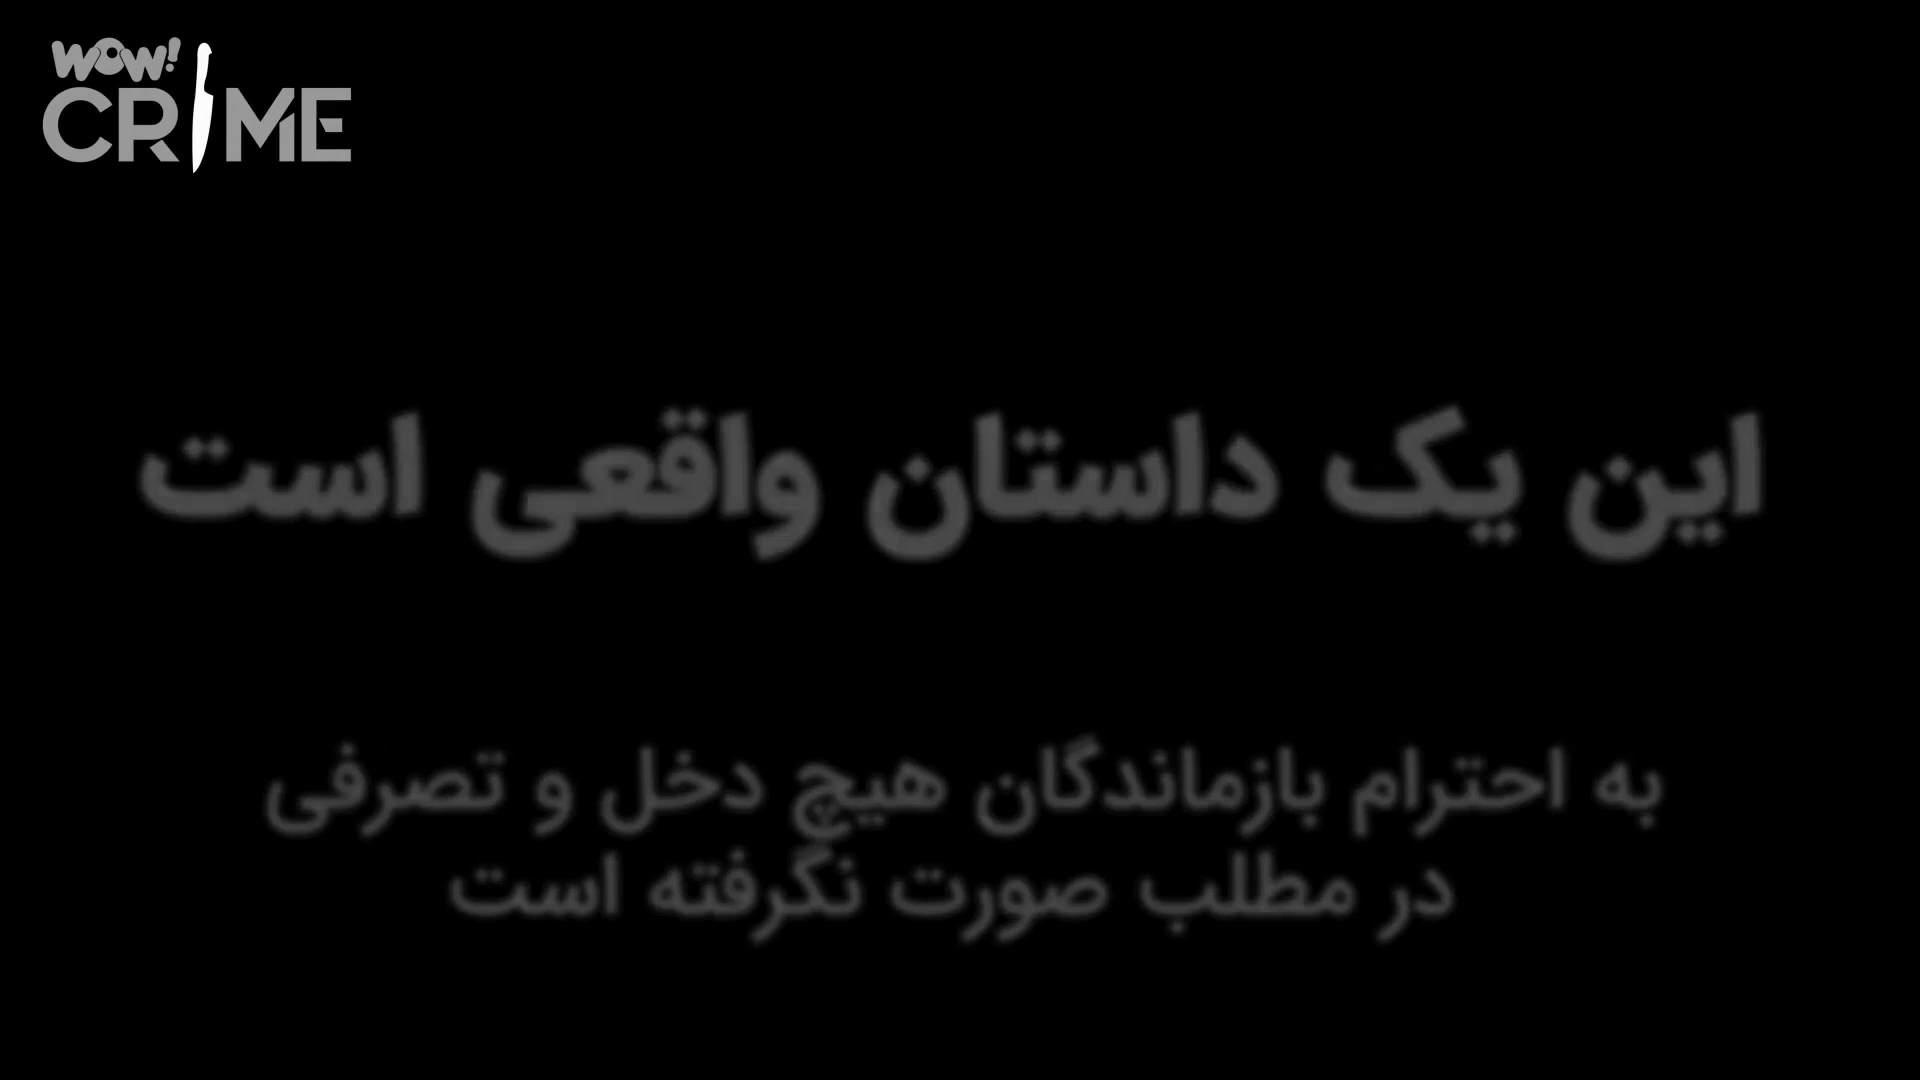 WOW!
CRIME
این یک داستان واقعی است
به احترام بازماندگان هیچ دخل و تصرفی
در مطلب صورت نگرفته است